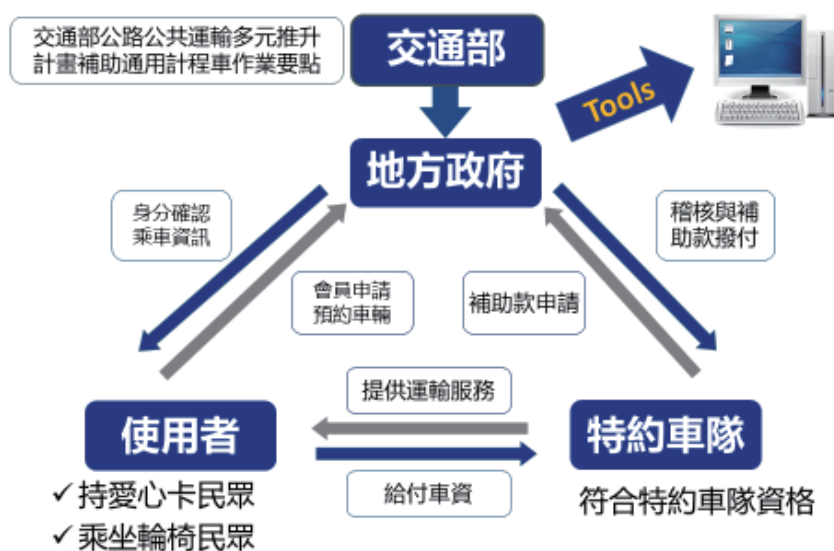 交通部公路公共運輸多元推升
計畫補助通用計程車作業要點
交通部
Tools
地方政府
身分確認
乘車資訊
稽核與補
助款撥付
會員申請
預約車輛
補助款申請
提供運輸服務
使用者
特約車隊
給付車資
✓持愛心卡民眾
✓乘坐輪椅民眾
符合特約車隊資格